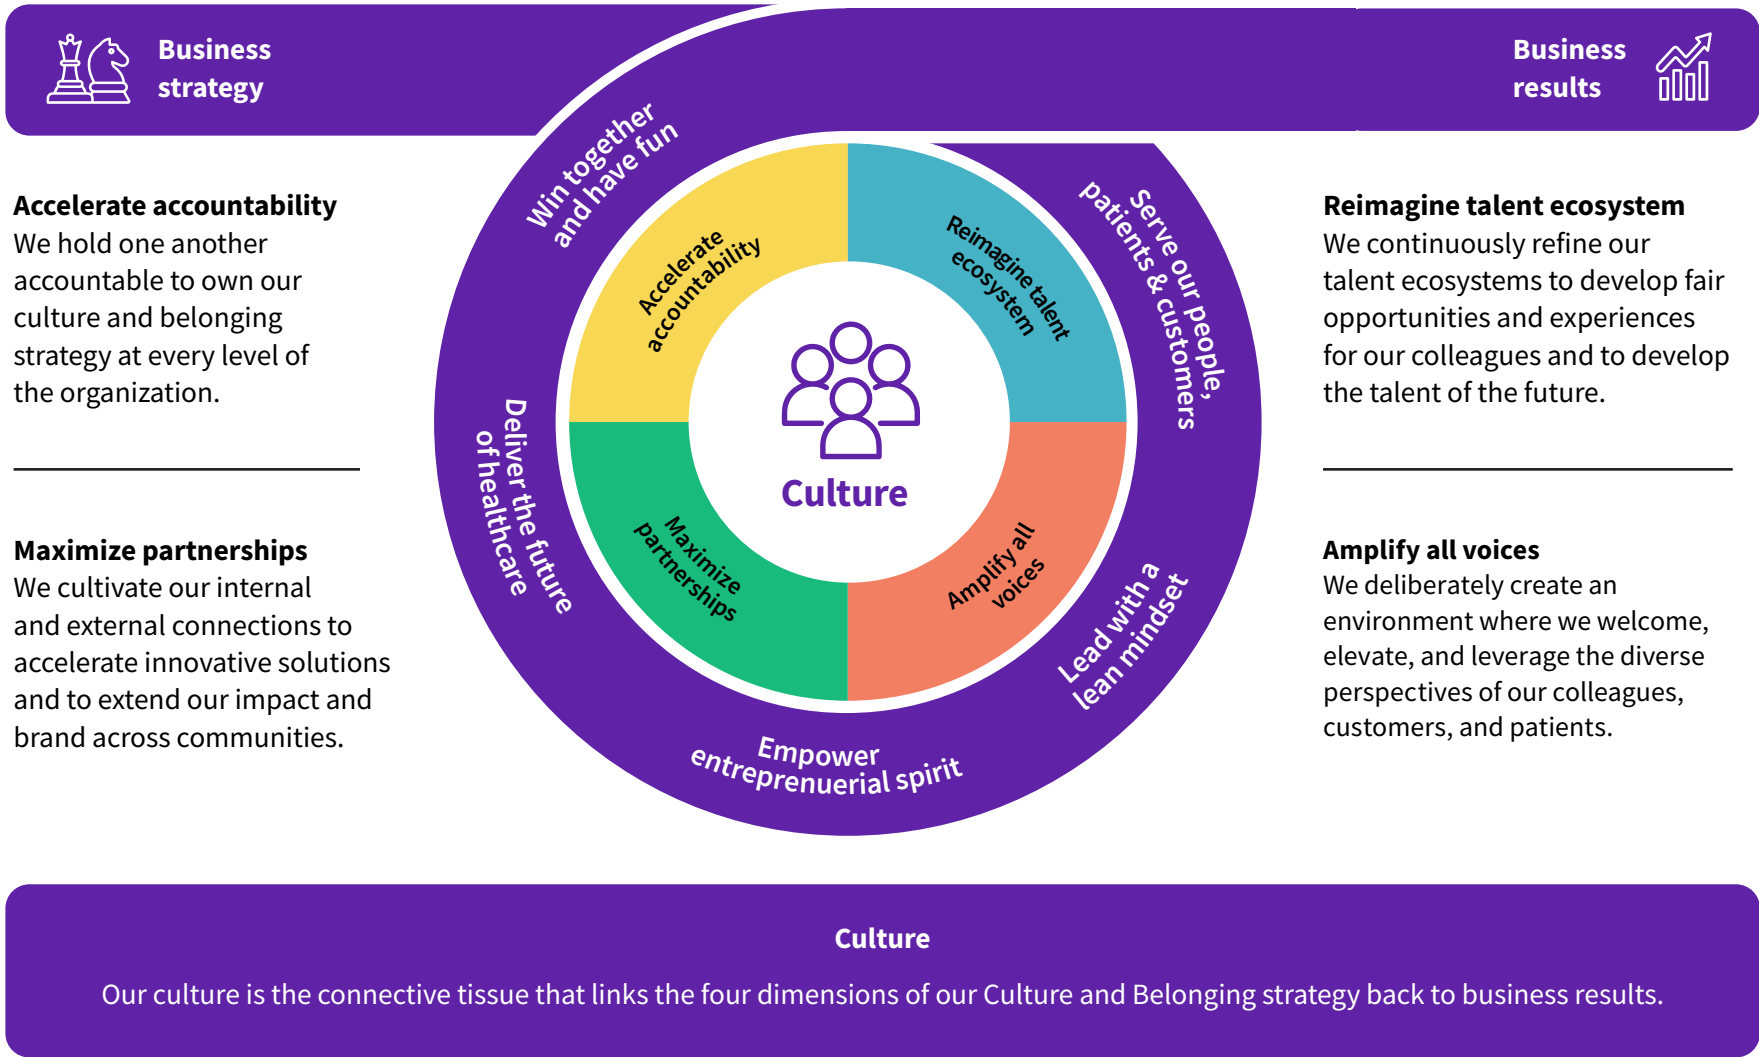 Business
strategy
Business
results
Win together
and have fun
Serve our people,
patients & customers
Lead with a
lean mindset
Empower
entreprenuerial spirit
Deliver the future
of healthcare
Accelerate
accountability
Reimagine talent
ecosystem
Amplify all
voices
Maximize
partnerships
Culture
Accelerate accountability
We hold one another
accountable to own our
culture and belonging
strategy at every level of
the organization.
Maximize partnerships
We cultivate our internal
and external connections to
accelerate innovative solutions
and to extend our impact and
brand across communities.
Reimagine talent ecosystem
We continuously refine our
talent ecosystems to develop fair
opportunities and experiences
for our colleagues and to develop
the talent of the future.
Amplify all voices
We deliberately create an
environment where we welcome,
elevate, and leverage the diverse
perspectives of our colleagues,
customers, and patients.
Culture
Our culture is the connective tissue that links the four dimensions of our Culture and Belonging strategy back to business results.